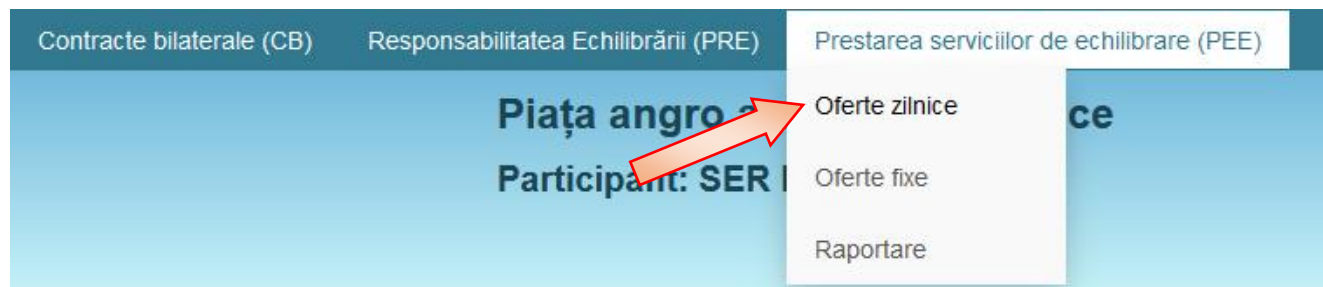 Contracte bilaterale (CB) Responsabilitatea Echilibrării (PRE) Prestarea serviciilor de echilibrare (PEE)
Piața angro a ce
Oferte zilnice
Participant: SER
Oferte fixe
Raportare